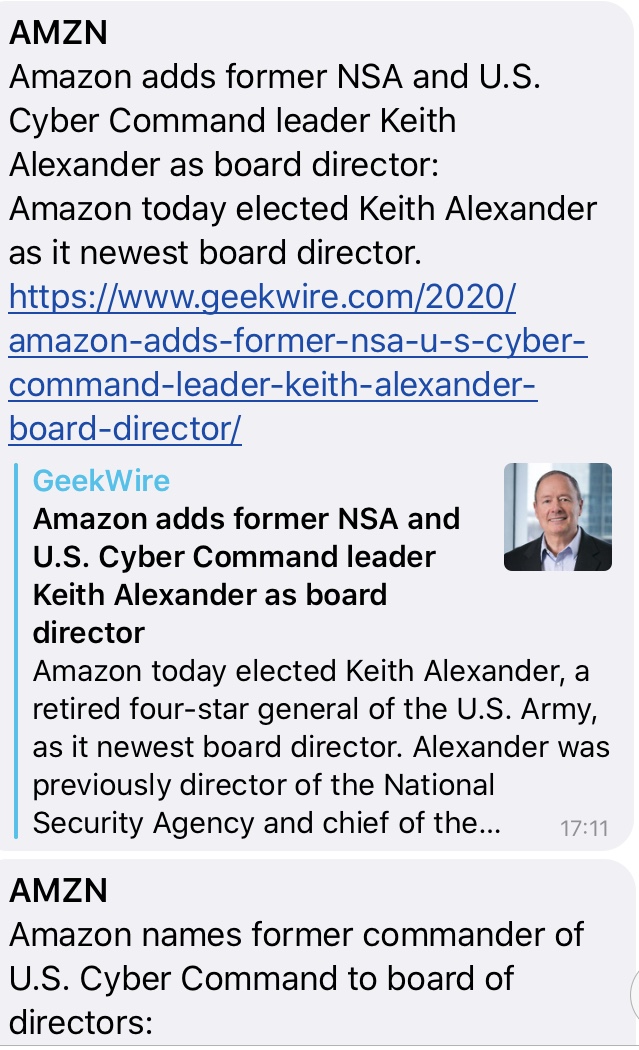 AMZN
Amazon adds former NSA and U.S.
Cyber Command leader Keith
Alexander as board director:
Amazon today elected Keith Alexander
as it newest board director.
https://www.geekwire.com/2020/
amazon-adds-former-nsa-u-s-cyber-
command-leader-keith-alexander-
board-director/
GeekWire
Amazon adds former NSA and
U.S. Cyber Command leader
Keith Alexander as board
director
Amazon today elected Keith Alexander, a
retired four-star general of the U.S. Army,
as it newest board director. Alexander was
previously director of the National
Security Agency and chief of the...
17:11
AMZN
Amazon names former commander of
U.S. Cyber Command to board of
directors: